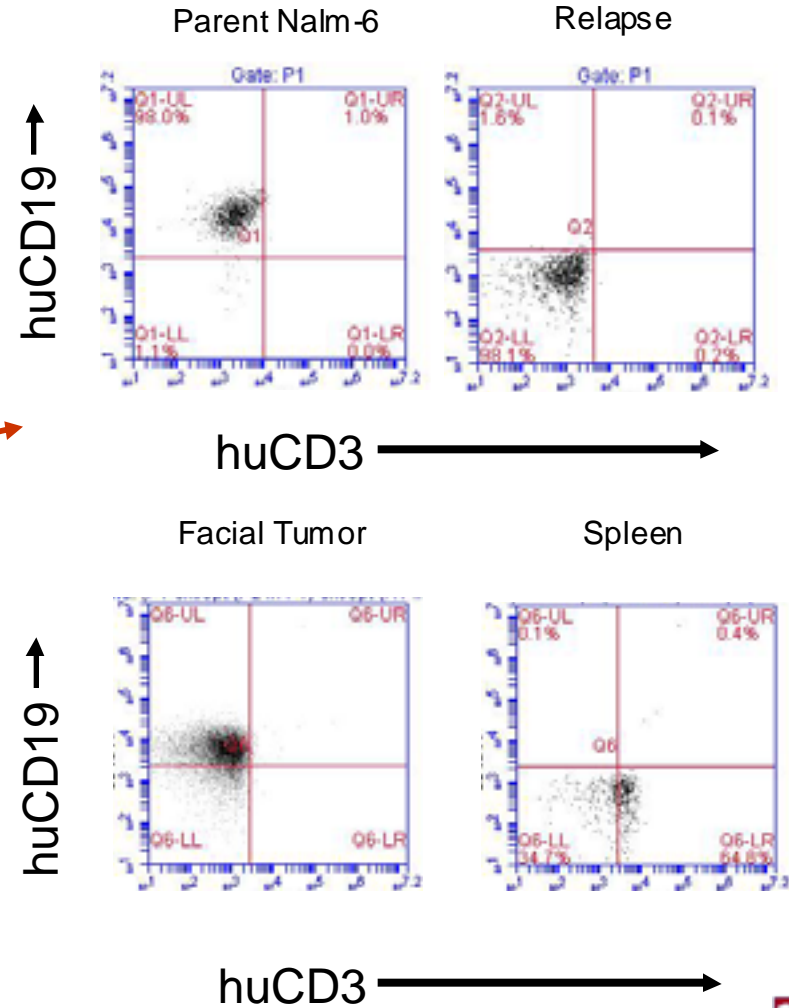 Parent Nalm-6
Relapse
Gate: P1
Gate: P1
Q1-UL
98.0%
Q1-UR
1.0%
Q2-UL
1.6%
Q2-UR
0.1%
huCD19
Q1
Q2
Q1-LL
1.1%
Q1-LR
0.0%
Q2-LL
98.1%
Q2-LR
0.2%
huCD3
Facial Tumor
Spleen
Q6-UL
Q6-UR
Q6-UL
0.1%
Q6-UR
0.4%
huCD19
Q6
Q6-LL
Q6-LR
Q6-LL
34.7%
Q6-LR
64.8%
huCD3